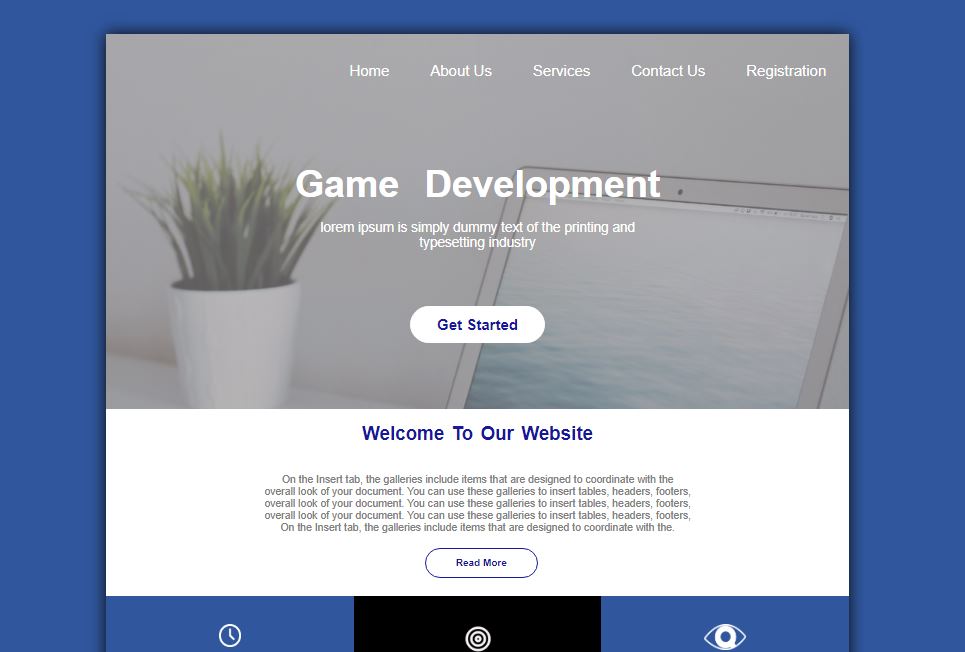 Home About Us Services Contact Us Registration
Game Development
lorem ipsum is simply dummy text of the printing and
typesetting industry
Get Started
Welcome To Our Website
On the Insert tab, the galleries include items that are designed to coordinate with the
overall look of your document. You can use these galleries to insert tables, headers, footers,
overall look of your document. You can use these galleries to insert tables, headers, footers,
overall look of your document. You can use these galleries to insert tables, headers, footers,
On the Insert tab, the galleries include items that are designed to coordinate with the.
Read More